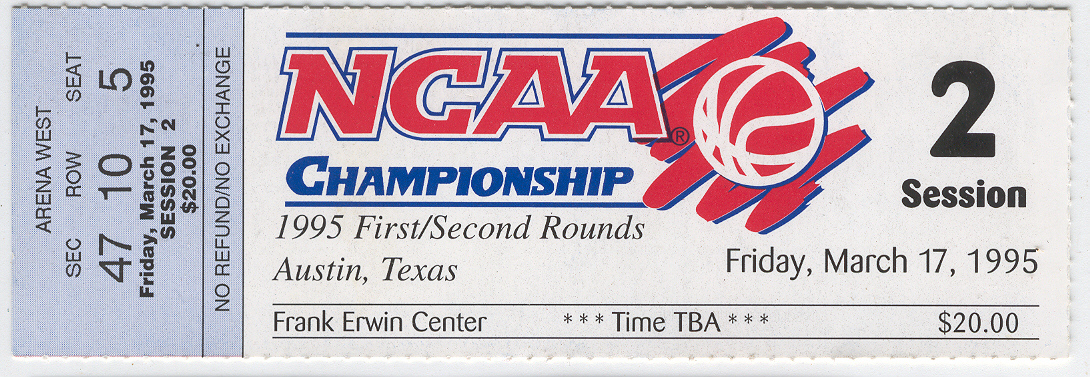 ARENA WEST
SEC ROW SEAT
47 10 5
Friday, March 17, 1995
SESSION 2
$20.00
NO REFUND/NO EXCHANGE
NCAA®
CHAMPIONSHIP
1995 First/Second Rounds
Austin, Texas
2
Session
Friday, March 17, 1995
Frank Erwin Center * * * Time TBA * * * $20.00